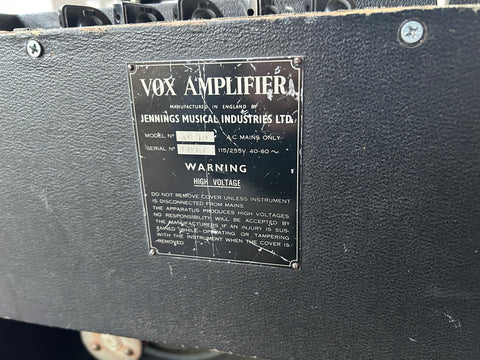 VOX AMPLIFIER
MANUFACTURED IN ENGLAND BY
JENNINGS MUSICAL INDUSTRIES LTD.
MODEL Nº A.C. MAINS ONLY
SERIAL Nº 115/255V. 40-60 ~
WARNING
HIGH VOLTAGE
DO NOT REMOVE COVER UNLESS INSTRUMENT
IS DISCONNECTED FROM MAINS.
THE APPARATUS PRODUCES HIGH VOLTAGES
NO RESPONSIBILITY WILL BE ACCEPTED BY
THE MANUFACTURERS IF AN INJURY IS SUS-
TAINED WHILE OPERATING OR TAMPERING
WITH THE INSTRUMENT WHEN THE COVER IS
REMOVED